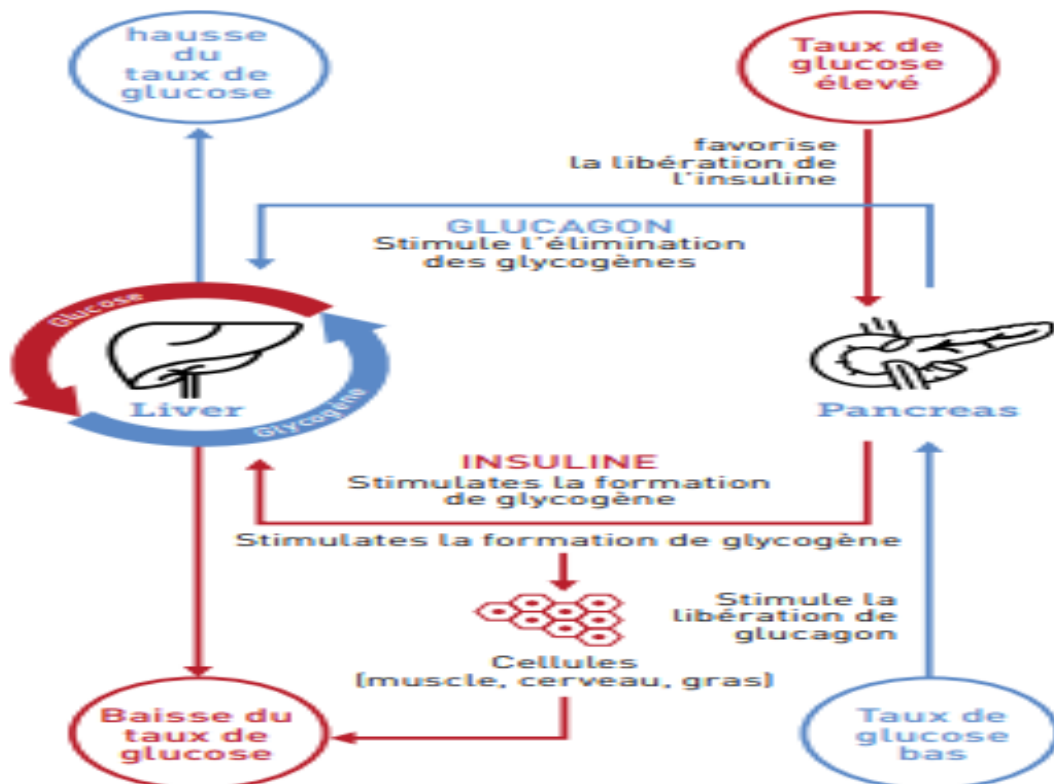 hausse
du
taux de
glucose
Taux de
glucose
élevé
favorise
la libération de
l'insuline
GLUCAGON
Stimule l'élimination
des glycogènes
Glucose
Liver
Glycogène
Pancreas
INSULINE
Stimulates la formation
de glycogène
Stimulates la formation de glycogène
Stimule la
libération de
glucagon
Cellules
(muscle, cerveau, gras)
Baisse du
taux de
glucose
Taux de
glucose
bas